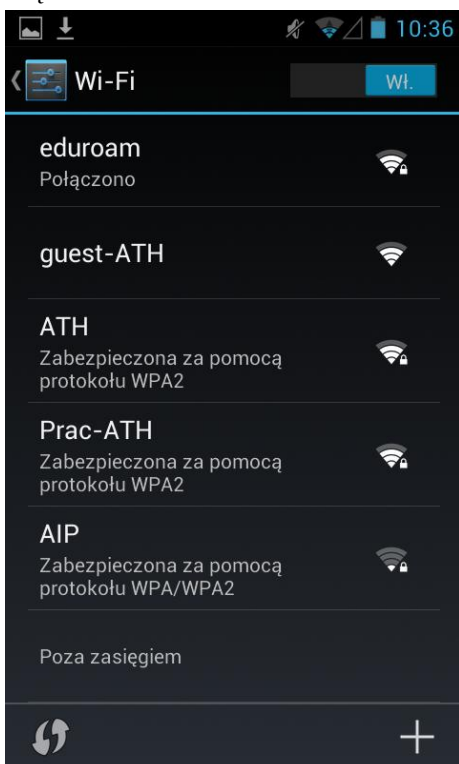 10:36
Wi-Fi
Wł.
eduroam
Połączono
guest-ATH
ATH
Zabezpieczona za pomocą
protokołu WPA2
Prac-ATH
Zabezpieczona za pomocą
protokołu WPA2
AIP
Zabezpieczona za pomocą
protokołu WPA/WPA2
Poza zasięgiem